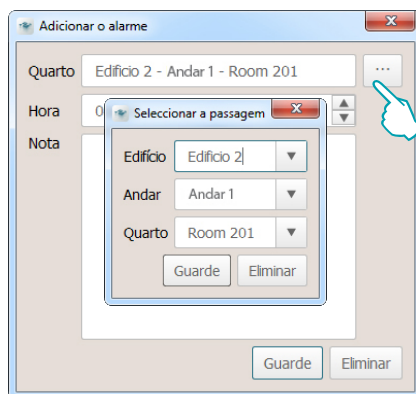 Adicionar o alarme
Quarto Edificio 2 - Andar 1 - Room 201 ...
Hora 0
Nota
Seleccionar a passagem
Edifício Edificio 2
Andar Andar 1
Quarto Room 201
Guarde Eliminar
Guarde Eliminar